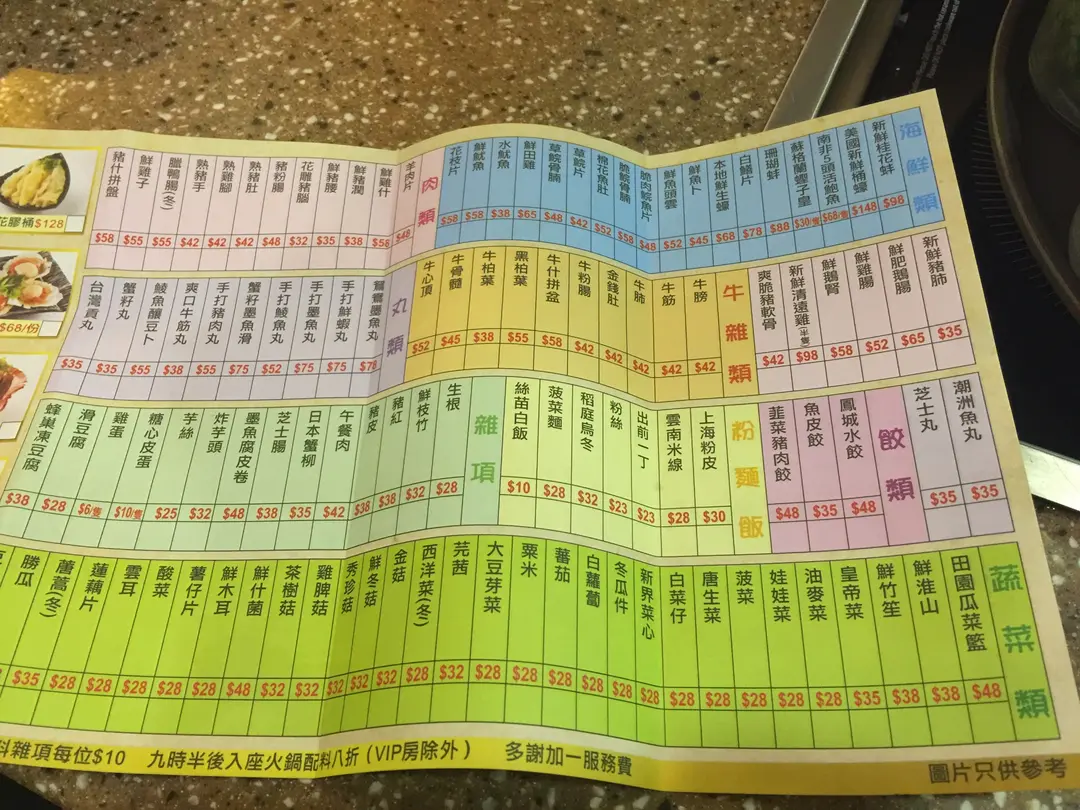 海鮮類
新鮮桂花蚌 $98
美國新鮮桶蠔 $148
南非5頭活鮑魚 $68/隻
蘇格蘭蟶子皇 $30/隻
珊瑚蚌 $88
白鱔片 $78
本地鮮生蠔 $68
鮮魚卜 $45
鮮魚頭雲 $52
脆肉鯇魚片 $48
脆鯇骨腩 $58
棉花魚肚 $52
草鯇片 $42
草鯇骨腩 $48
鮮田雞 $65
水魷魚 $38
鮮魷魚 $58
花枝片 $58
肉類
羊肉片 $48
鮮雞什 $58
鮮豬潤 $38
鮮豬腰 $35
花雕豬腦 $32
豬粉腸 $48
熟豬肚 $42
熟雞腳 $42
熟豬手 $42
臘鴨腸(冬) $55
鮮雞子 $55
豬什拼盤 $58
新鮮豬肺 $35
鮮肥鵝腸 $65
鮮雞腸 $52
鮮鵝腎 $58
新鮮清遠雞(半隻) $98
爽脆豬軟骨 $42
牛雜類
牛膀 $42
牛筋 $42
牛肺 $42
金錢肚 $42
牛粉腸 $42
牛什拼盆 $58
黑柏葉 $55
牛柏葉 $38
牛骨髓 $45
牛心頂 $52
丸類
鴛鴦墨魚丸 $78
手打鮮蝦丸 $75
手打墨魚丸 $75
手打鯪魚丸 $52
蟹籽墨魚滑 $75
手打豬肉丸 $55
爽口牛筋丸 $38
鯪魚釀豆卜 $55
蟹籽丸 $35
台灣貢丸 $35
潮洲魚丸 $35
芝士丸 $35
餃類
鳳城水餃 $48
魚皮餃 $35
韮菜豬肉餃 $48
粉麵飯
上海粉皮 $30
雲南米線 $28
出前一丁 $23
粉絲 $23
稻庭烏冬 $32
菠菜麵 $28
絲苗白飯 $10
雜項
生根 $28
鮮枝竹 $32
豬紅 $38
豬皮 $38
午餐肉 $42
日本蟹柳 $35
芝士腸 $38
墨魚腐皮卷 $48
炸芋頭 $32
芋絲 $25
糖心皮蛋 $10/隻
雞蛋 $6/隻
滑豆腐 $28
蜂巢凍豆腐 $38
蔬菜類
田園瓜菜籃 $48
鮮淮山 $38
鮮竹笙 $38
皇帝菜 $35
油麥菜 $28
娃娃菜 $28
菠菜 $28
唐生菜 $28
白菜仔 $28
新界菜心 $28
冬瓜件 $28
白蘿蔔 $28
蕃茄 $28
粟米 $28
大豆芽菜 $28
芫茜 $32
西洋菜(冬) $32
金菇 $32
鮮冬菇 $32
秀珍菇 $32
雞脾菇 $32
茶樹菇 $32
鮮什菌 $48
鮮木耳 $28
薯仔片 $28
酸菜 $28
雲耳 $28
蓮藕片 $28
萵蒿(冬) $28
勝瓜 $35
花膠桶$128
$68/份
料雜項每位$10 九時半後入座火鍋配料八折（VIP房除外） 多謝加一服務費
圖片只供參考